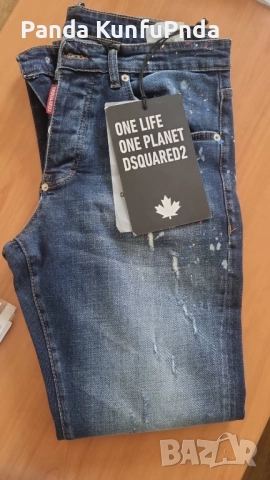 Panda KunfuPnda
ONE LIFE
ONE PLANET
DSQUARED2
BAZAR